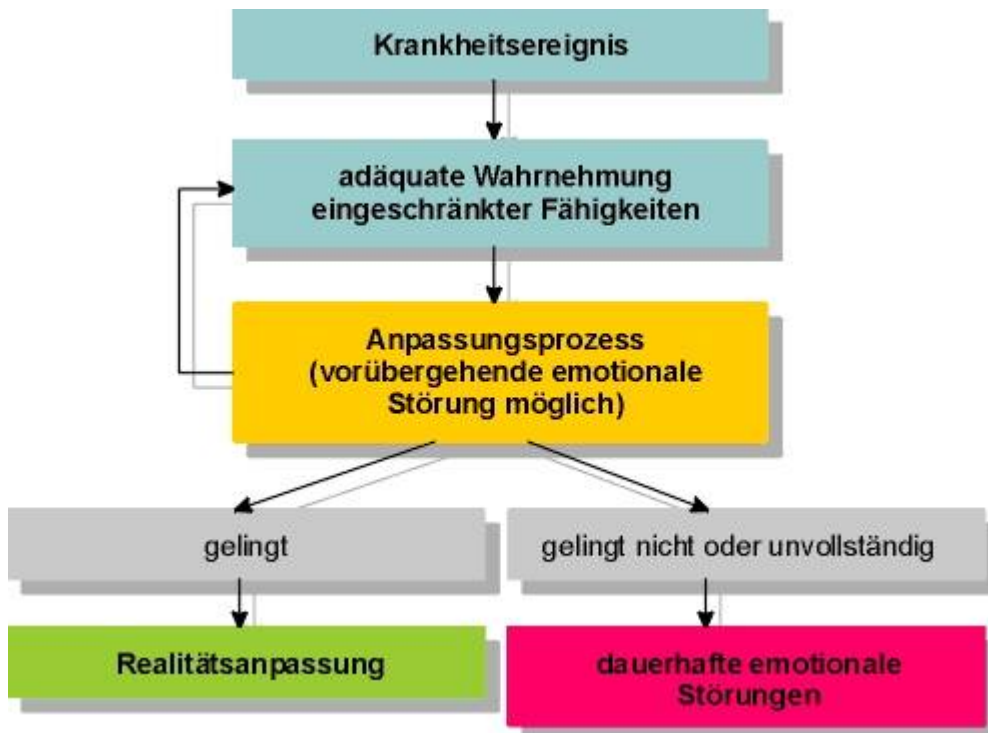 Krankheitsereignis
adäquate Wahrnehmung
eingeschränkter Fähigkeiten
Anpassungsprozess
(vorübergehende emotionale
Störung möglich)
gelingt
gelingt nicht oder unvollständig
Realitätsanpassung
dauerhafte emotionale
Störungen